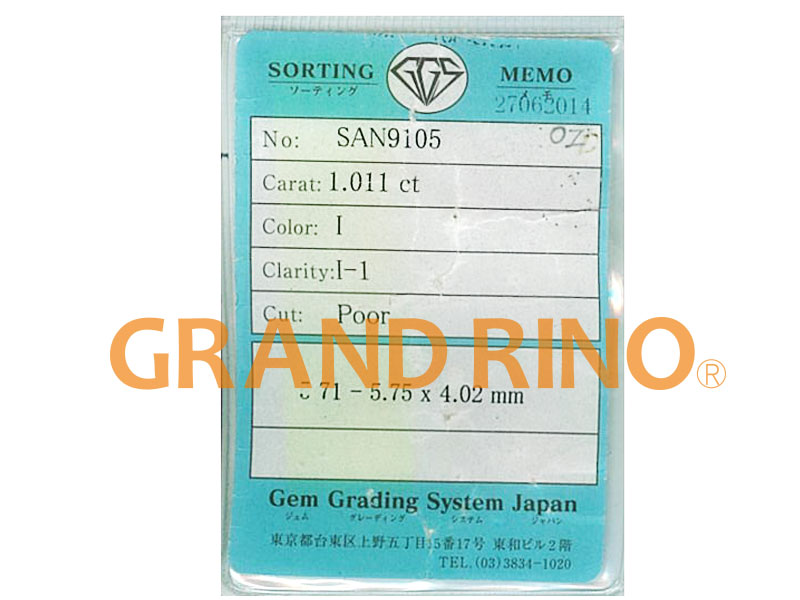 SORTING GGS MEMO
ソーティング メモ
27062014
No: SAN9105
Carat: 1.011 ct
Color: I
Clarity: I-1
Cut: Poor
GRAND RINO®
71 - 5.75 x 4.02 mm
Gem Grading System Japan
ジェム グレーディング システム ジャパン
東京都台東区上野五丁目15番17号 東和ビル2階
TEL.(03)3834-1020